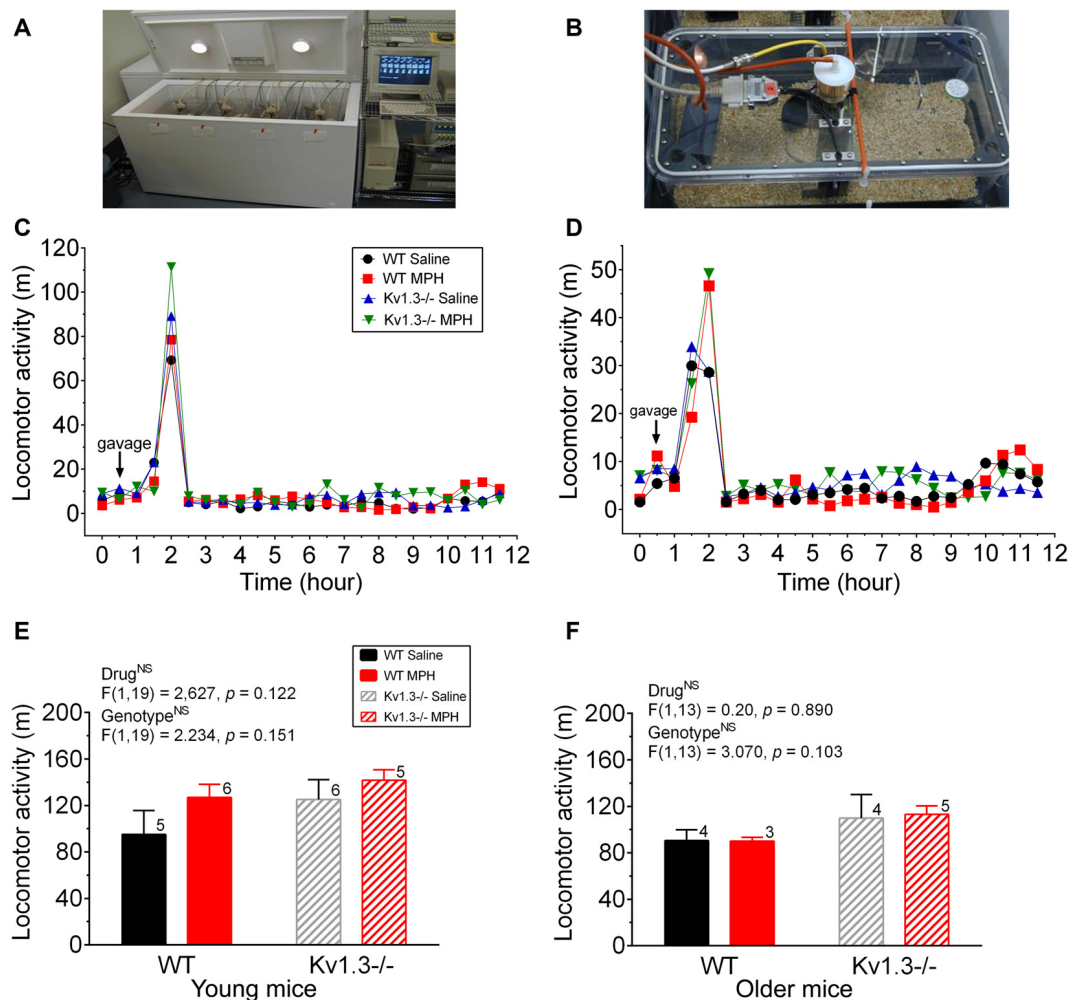 A
B
C
Locomotor activity (m)
120
100
80
60
40
20
0
gavage
WT Saline
WT MPH
Kv1.3-/- Saline
Kv1.3-/- MPH
0 1 2 3 4 5 6 7 8 9 10 11 12
Time (hour)
D
Locomotor activity (m)
50
40
30
20
10
0
gavage
0 1 2 3 4 5 6 7 8 9 10 11 12
Time (hour)
E
WT Saline
WT MPH
Kv1.3-/- Saline
Kv1.3-/- MPH
Drug^NS
F(1,19) = 2,627, p = 0.122
Genotype^NS
F(1,19) = 2.234, p = 0.151
Locomotor activity (m)
200
160
120
80
40
0
5
6
6
5
WT Kv1.3-/-
Young mice
F
Drug^NS
F(1,13) = 0.20, p = 0.890
Genotype^NS
F(1,13) = 3.070, p = 0.103
Locomotor activity (m)
200
160
120
80
40
0
4
3
4
5
WT Kv1.3-/-
Older mice